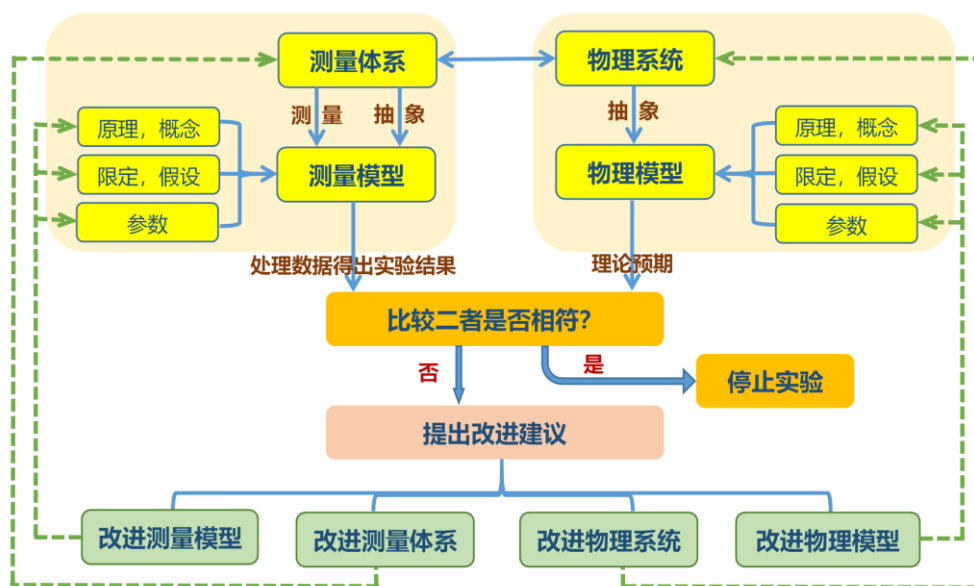 测量体系
物理系统
测 量
抽 象
抽 象
原理，概念
限定，假设
参数
测量模型
物理模型
原理，概念
限定，假设
参数
处理数据得出实验结果
理论预期
比较二者是否相符？
否
是
停止实验
提出改进建议
改进测量模型
改进测量体系
改进物理系统
改进物理模型